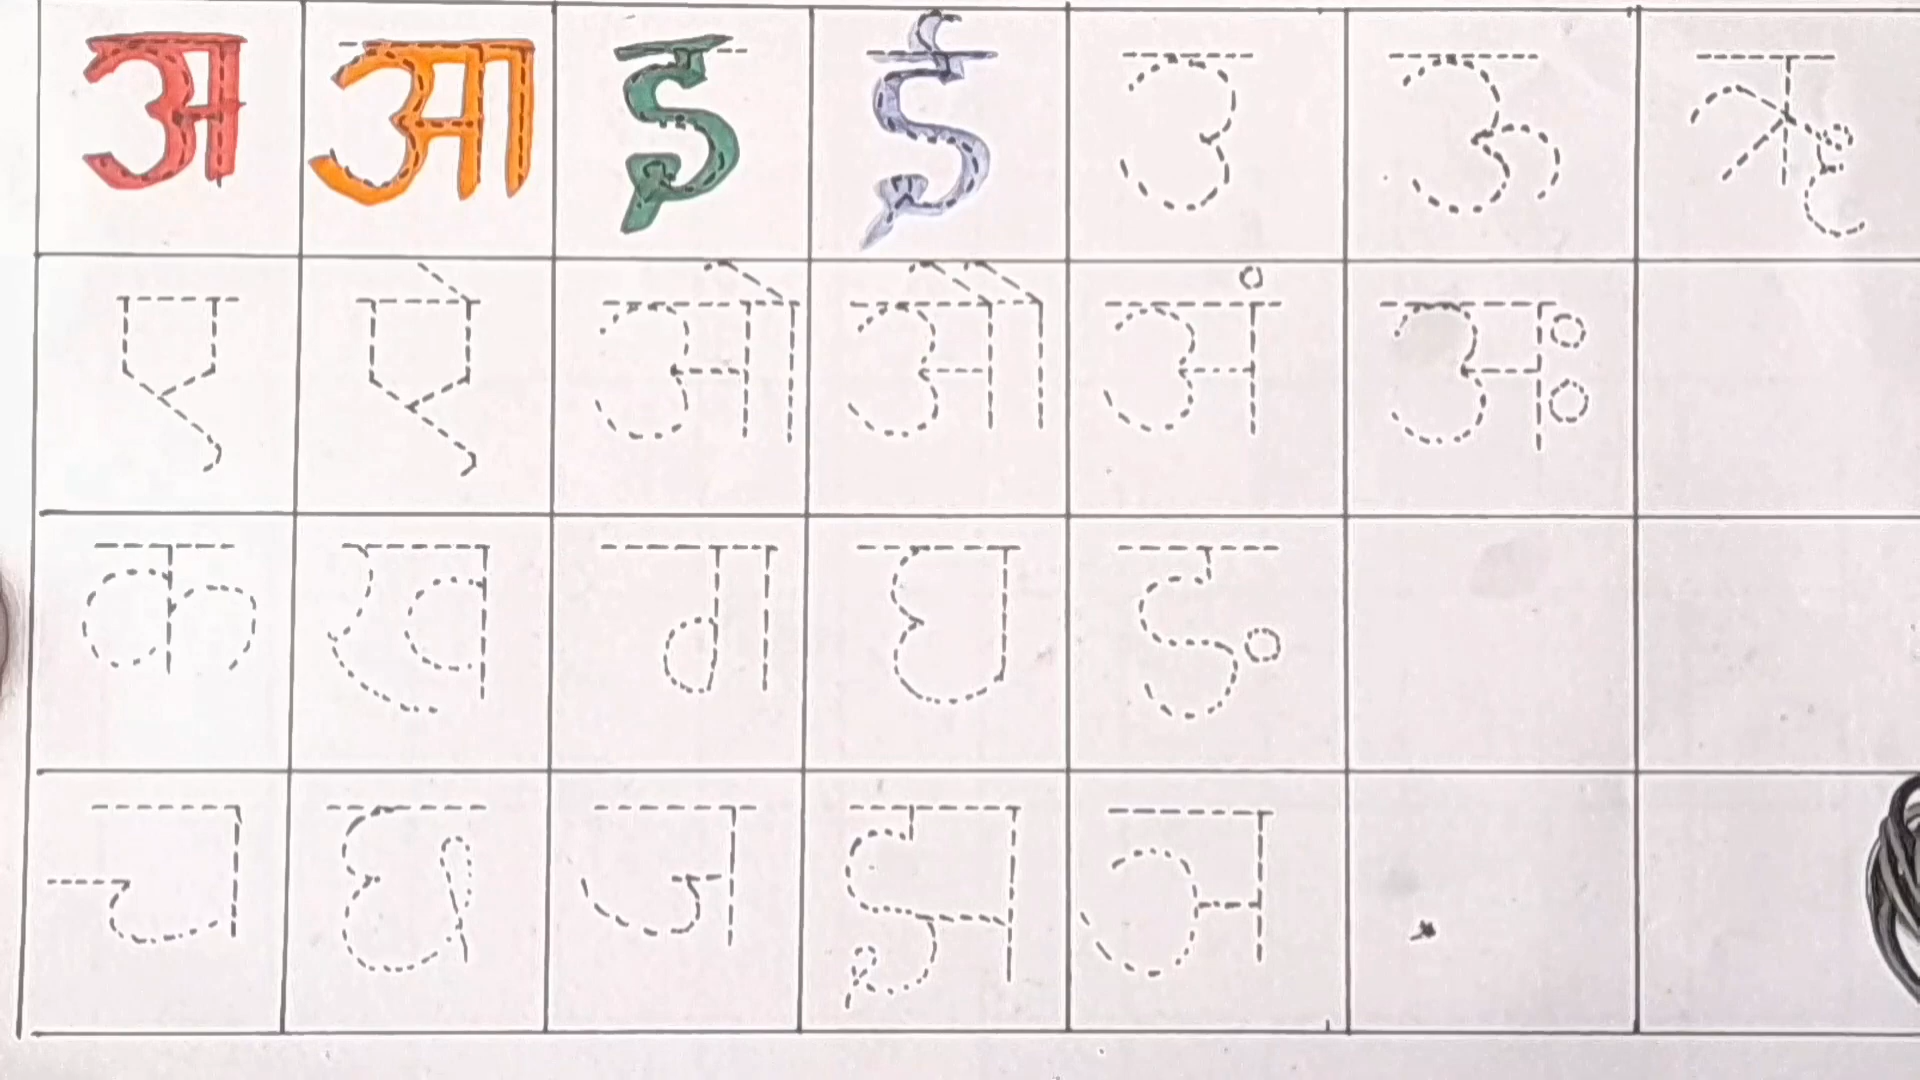 अ आ इ ई उ ऊ ऋ
ए ऐ ओ औ अं अः
क ख ग घ ङ
च छ ज झ ञ